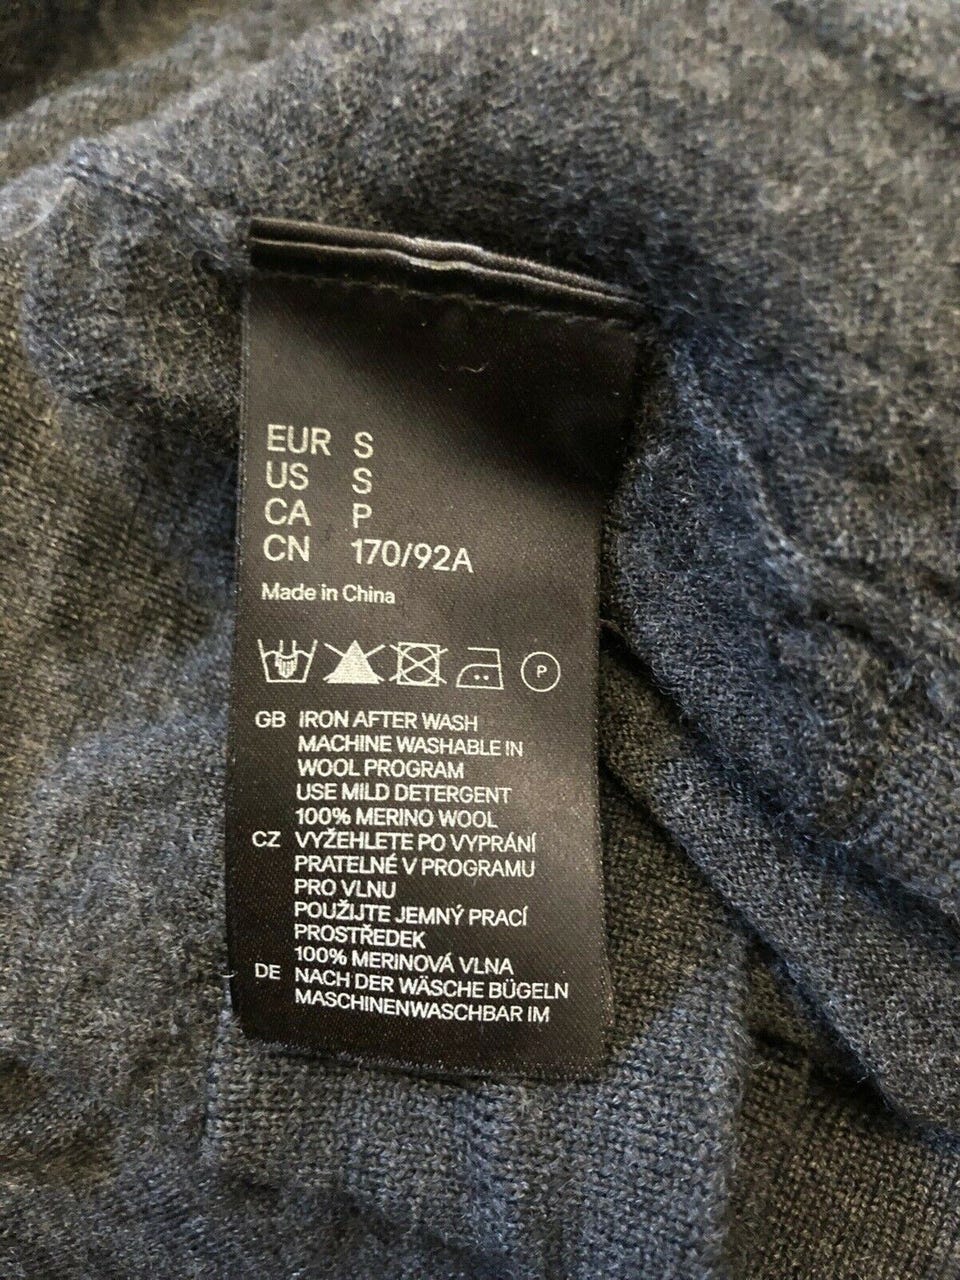 EUR S
US S
CA P
CN 170/92A
Made in China
P
GB IRON AFTER WASH
MACHINE WASHABLE IN
WOOL PROGRAM
USE MILD DETERGENT
100% MERINO WOOL
CZ VYŽEHLETE PO VYPRÁNÍ
PRATELNÉ V PROGRAMU
PRO VLNU
POUŽIJTE JEMNÝ PRACÍ
PROSTŘEDEK
100% MERINOVÁ VLNA
DE NACH DER WÄSCHE BÜGELN
MASCHINENWASCHBAR IM